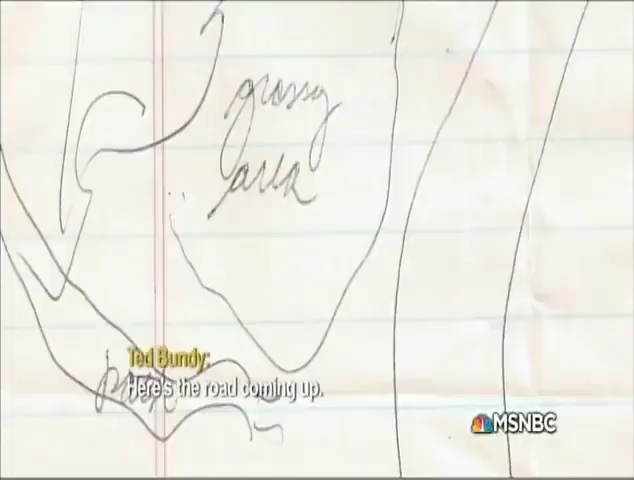 grassy
area
Ted Bundy:
Here's the road coming up.
MSNBC